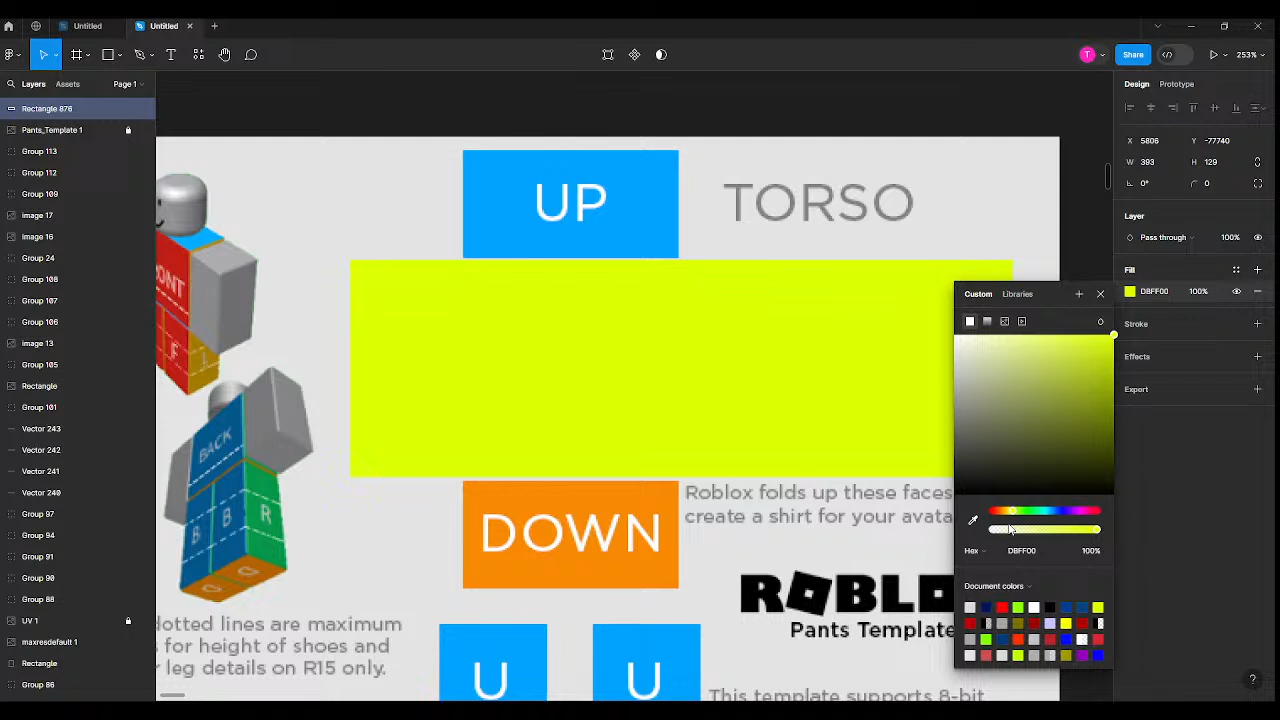 Untitled
Untitled
Share
253%
Layers
Assets
Page 1
Design
Prototype
Rectangle 876
Pants_Template 1
Group 113
Group 112
Group 109
Image 17
Image 16
Group 24
Group 108
Group 107
Group 106
Image 13
Group 105
Rectangle
Group 101
Vector 243
Vector 242
Vector 241
Vector 240
Group 97
Group 94
Group 91
Group 90
Group 88
UV 1
maxresdefault 1
Rectangle
Group 86
UP
TORSO
DOWN
BACK
B
B
R
Roblox folds up these faces
create a shirt for your avata
dotted lines are maximum
s for height of shoes and
r leg details on R15 only.
ROBLO
Pants Template
U
U
This template supports 8-bit
X
5806
Y
-77740
W
393
H
129
0°
0
Layer
Pass through
100%
Fill
DBFF00
100%
Stroke
Effects
Export
Custom
Libraries
Hex
DBFF00
100%
Document colors
?